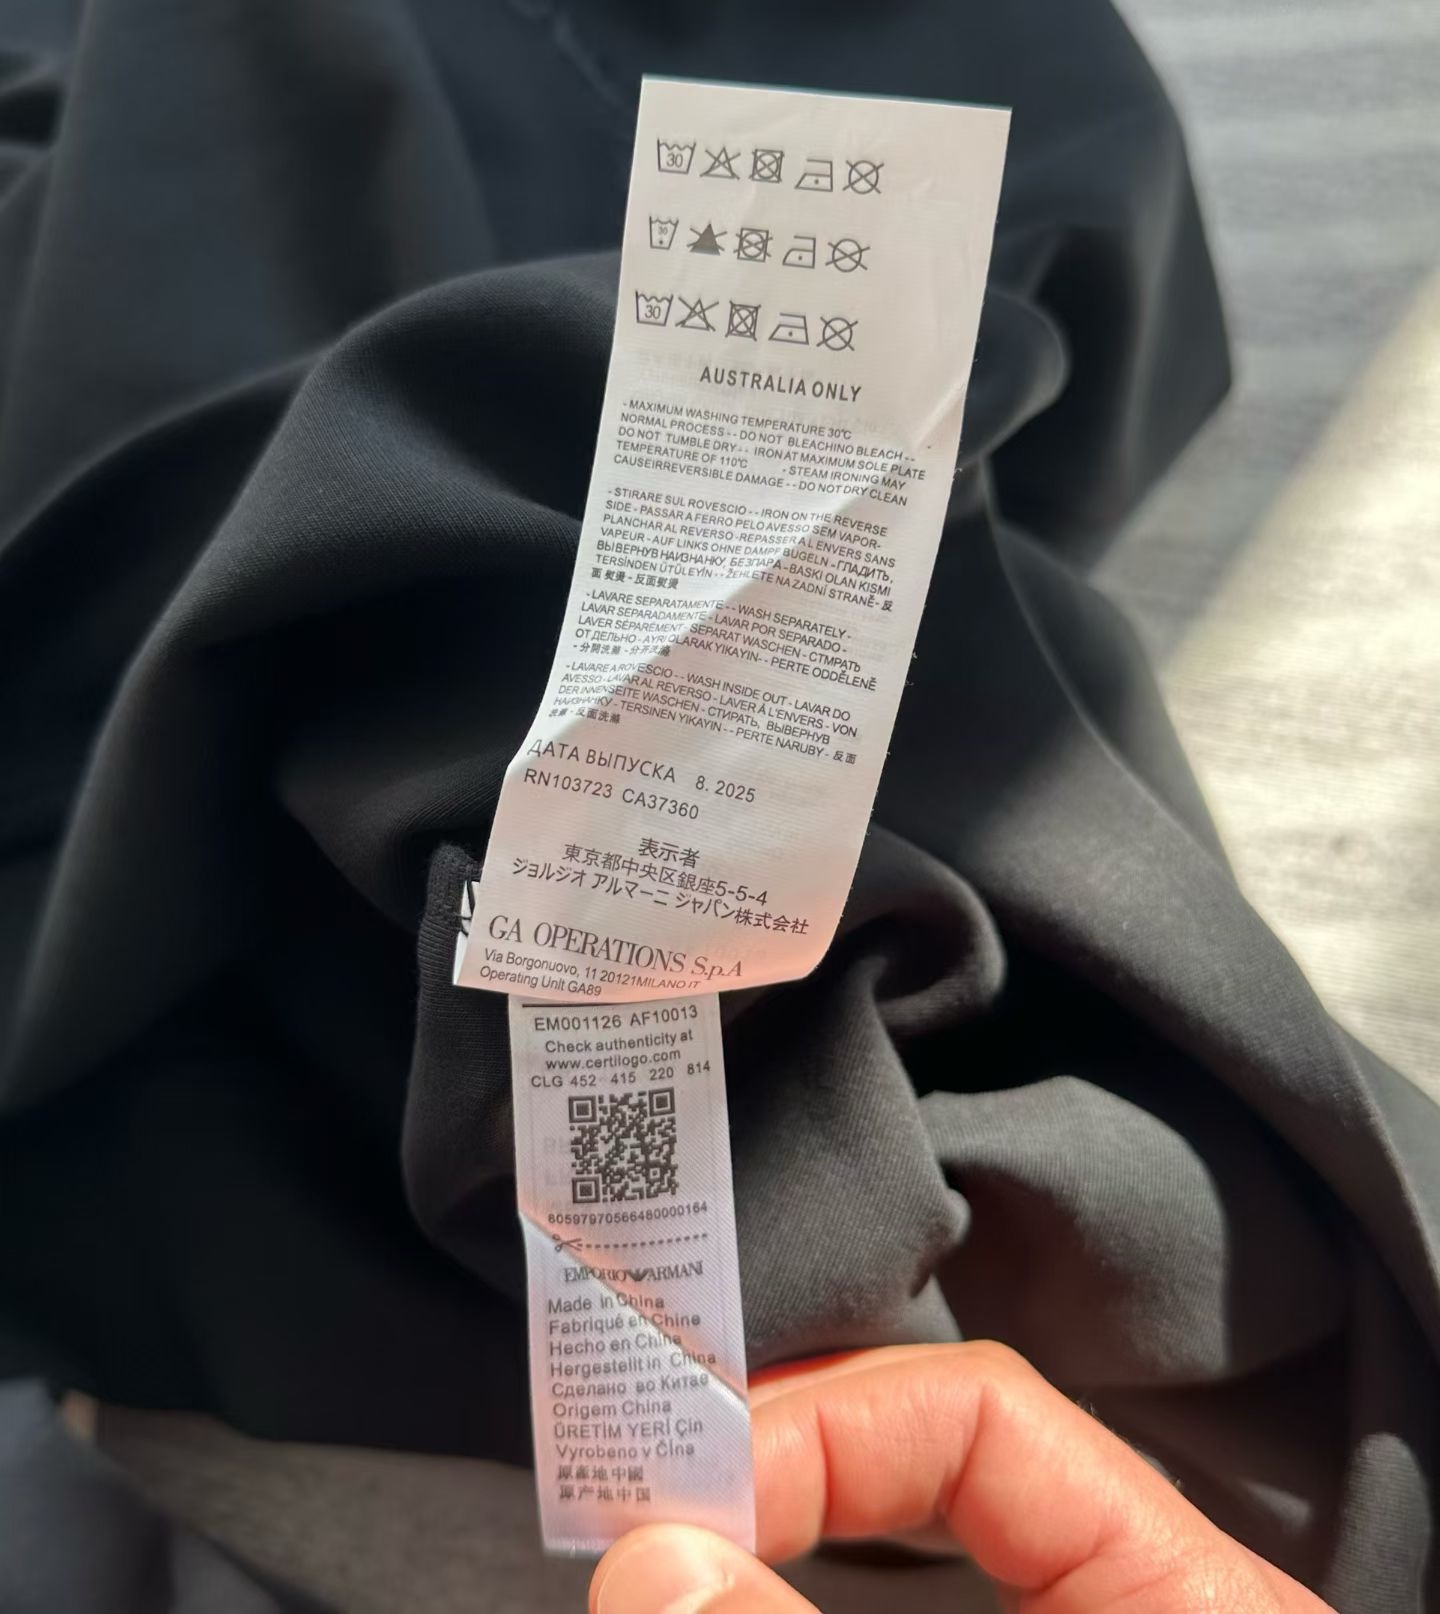 30
30
30
AUSTRALIA ONLY
- MAXIMUM WASHING TEMPERATURE 30℃
NORMAL PROCESS - - DO NOT BLEACHINO BLEACH - -
DO NOT TUMBLE DRY - - IRON AT MAXIMUM SOLE PLATE
TEMPERATURE OF 110℃ - STEAM IRONING MAY
CAUSEIRREVERSIBLE DAMAGE - - DO NOT DRY CLEAN
- STIRARE SUL ROVESCIO - - IRON ON THE REVERSE
SIDE - PASSAR A FERRO PELO AVESSO SEM VAPOR-
PLANCHAR AL REVERSO -REPASSER À L ENVERS SANS
VAPEUR - AUF LINKS OHNE DAMPF BUGELN - ГЛАДИТЬ,
ВЫВЕРНУВ НАИЗНАНКУ, БЕЗПАРА - BASKI OLAN KISMI
TERSİNDEN ÜTÜLEYİN - - ŽEHLETE NA ZADNÍ STRANĚ- 反
面 熨燙 - 反面熨燙
- LAVARE SEPARATAMENTE - - WASH SEPARATELY -
LAVAR SEPARADAMENTE - LAVAR POR SEPARADO -
LAVER SÉPARÉMENT - SEPARAT WASCHEN - СТМРАТЬ
ОТДЕЛЬНО - AYRI OLARAK YIKAYIN- - PERTE ODDĚLENĚ
- 分開洗滌 - 分开洗滌
- LAVARE A ROVESCIO - - WASH INSIDE OUT - LAVAR DO
AVESSO - LAVAR AL REVERSO - LAVER À L'ENVERS - VON
DER INNENSEITE WASCHEN - СТИРАТЬ, ВЫВЕРНУВ
НАИЗНАНКУ - TERSINEN YIKAYIN - - PERTE NARUBY - 反面
洗滌 - 反面洗滌
ДАТА ВЫПУСКА 8. 2025
RN103723 CA37360
表示者
東京都中央区銀座5-5-4
ジョルジオ アルマーニ ジャパン株式会社
GA OPERATIONS S.p.A
Via Borgonuovo, 11 20121MILANO IT
Operating Unit GA89
EM001126 AF10013
Check authenticity at
www.certilogo.com
CLG 452 415 220 814
80597970566480000164
EMPORIO ARMANI
Made in China
Fabriqué en Chine
Hecho en China
Hergestellt in China
Сделано во Китае
Origem China
ÜRETİM YERİ Çin
Vyrobeno v Čína
原產地中國
原产地中国